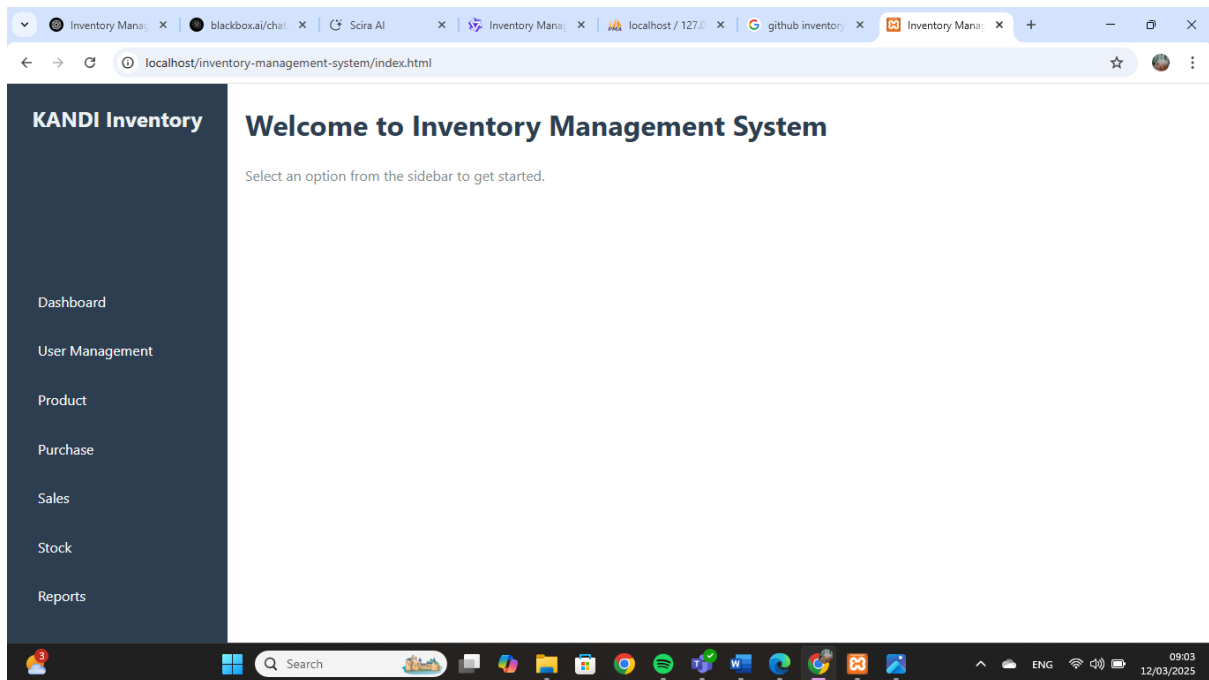 Inventory Manag
blackbox.ai/chat
Scira AI
Inventory Manag
localhost / 127.0
github inventory
Inventory Manag
localhost/inventory-management-system/index.html
KANDI Inventory
Welcome to Inventory Management System
Select an option from the sidebar to get started.
Dashboard
User Management
Product
Purchase
Sales
Stock
Reports
3
Search
ENG
09:03
12/03/2025